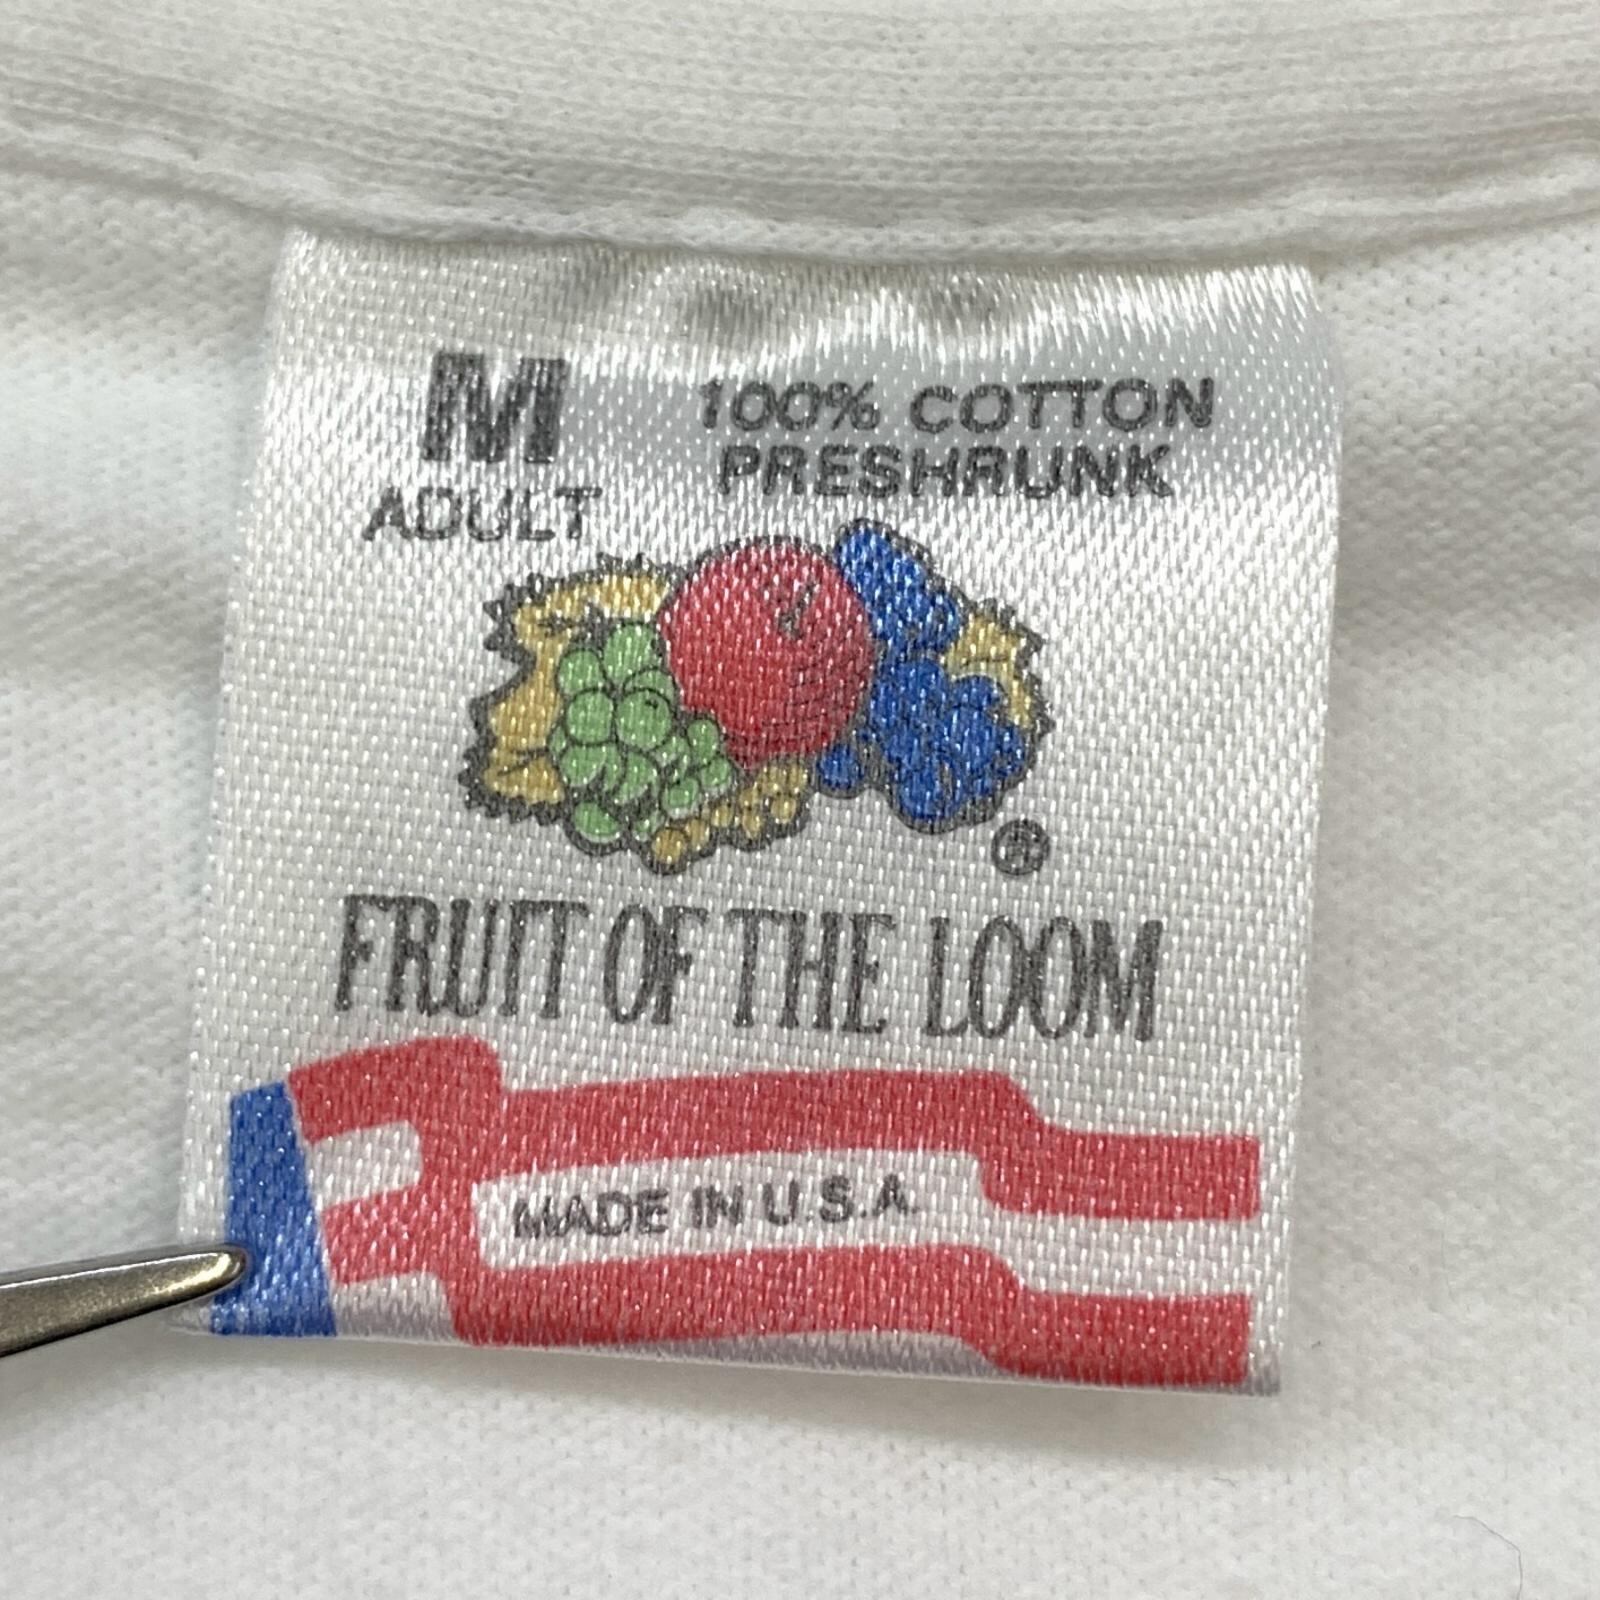 M
ADULT
100% COTTON
PRESHRUNK
®
FRUIT OF THE LOOM
MADE IN U.S.A.